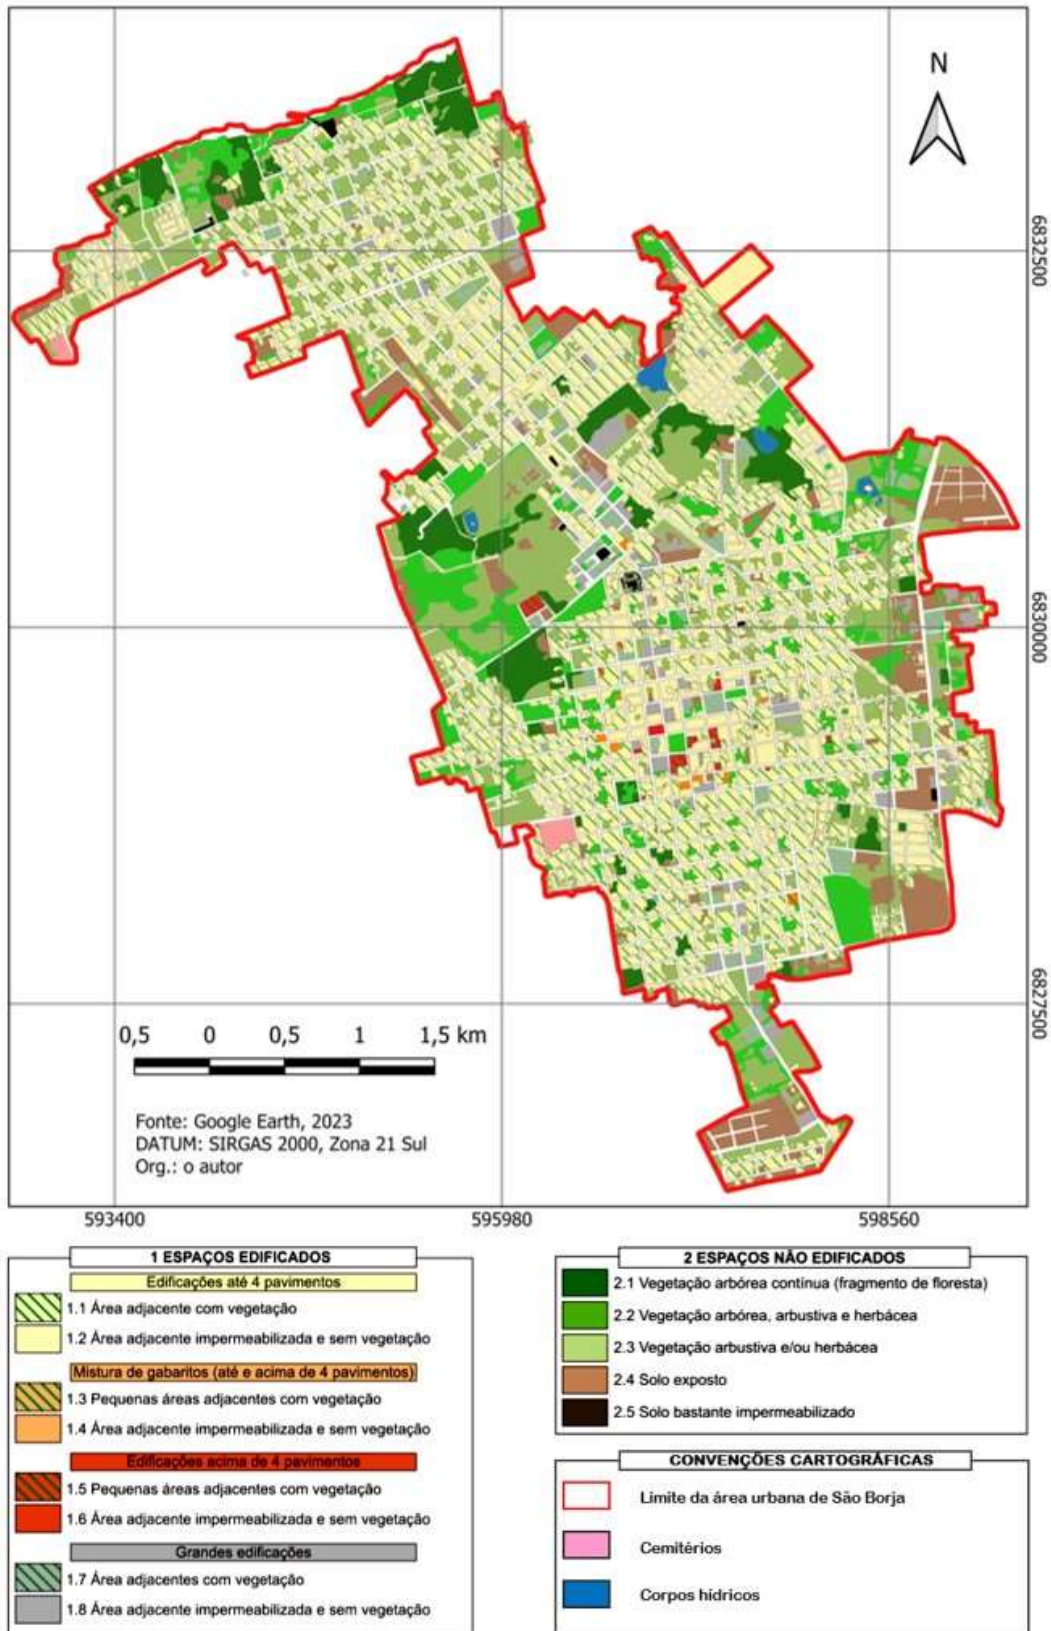 N
6832500
6830000
6827500
0,5 0 0,5 1 1,5 km
Fonte: Google Earth, 2023
DATUM: SIRGAS 2000, Zona 21 Sul
Org.: o autor
593400 595980 598560
1 ESPAÇOS EDIFICADOS
Edificações até 4 pavimentos
1.1 Área adjacente com vegetação
1.2 Área adjacente impermeabilizada e sem vegetação
Mistura de gabaritos (até e acima de 4 pavimentos)
1.3 Pequenas áreas adjacentes com vegetação
1.4 Área adjacente impermeabilizada e sem vegetação
Edificações acima de 4 pavimentos
1.5 Pequenas áreas adjacentes com vegetação
1.6 Área adjacente impermeabilizada e sem vegetação
Grandes edificações
1.7 Área adjacentes com vegetação
1.8 Área adjacente impermeabilizada e sem vegetação
2 ESPAÇOS NÃO EDIFICADOS
2.1 Vegetação arbórea contínua (fragmento de floresta)
2.2 Vegetação arbórea, arbustiva e herbácea
2.3 Vegetação arbustiva e/ou herbácea
2.4 Solo exposto
2.5 Solo bastante impermeabilizado
CONVENÇÕES CARTOGRÁFICAS
Limite da área urbana de São Borja
Cemitérios
Corpos hídricos